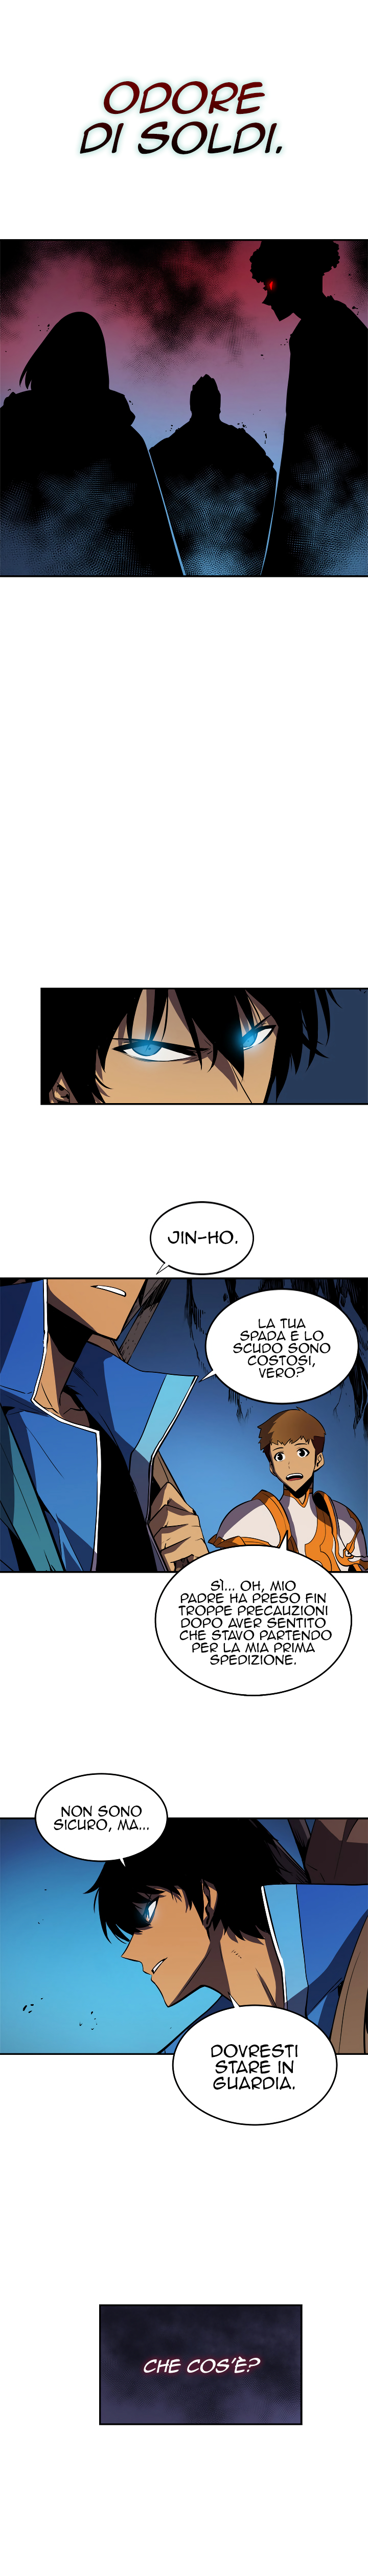 ODORE
DI SOLDI.
JIN-HO.
LA TUA
SPADA E LO
SCUDO SONO
COSTOSI,
VERO?
SÌ... OH, MIO
PADRE HA PRESO FIN
TROPPE PRECAUZIONI
DOPO AVER SENTITO
CHE STAVO PARTENDO
PER LA MIA PRIMA
SPEDIZIONE.
NON SONO
SICURO, MA...
DOVRESTI
STARE IN
GUARDIA.
CHE COS'È?